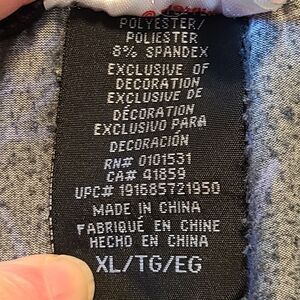 POLYESTER/
POLIESTER
8% SPANDEX
EXCLUSIVE OF
DECORATION
EXCLUSIVE DE
DÉCORATION
EXCLUSIVO PARA
DECORACIÓN
RN# 0101531
CA# 41859
UPC# 191685721950
MADE IN CHINA
FABRIQUÉ EN CHINE
HECHO EN CHINA
XL/TG/EG